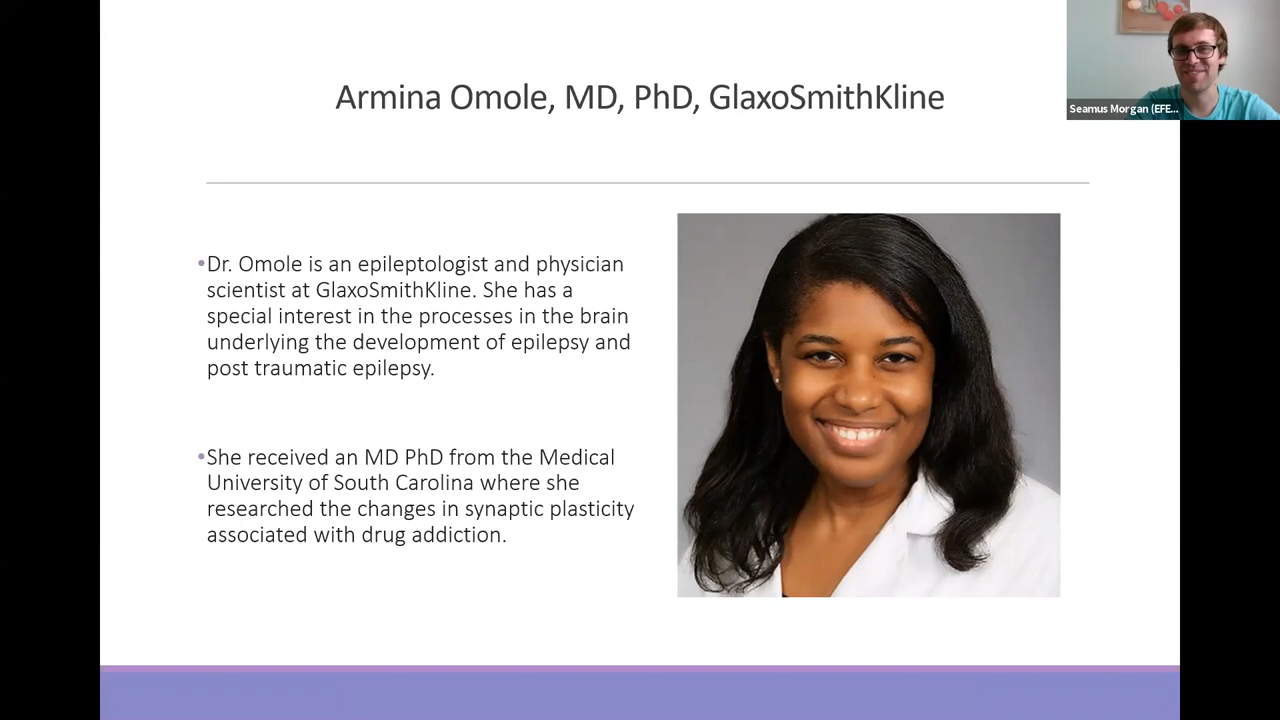 Armina Omole, MD, PhD, GlaxoSmithKline
Seamus Morgan (EFE...
•Dr. Omole is an epileptologist and physician
scientist at GlaxoSmithKline. She has a
special interest in the processes in the brain
underlying the development of epilepsy and
post traumatic epilepsy.
•She received an MD PhD from the Medical
University of South Carolina where she
researched the changes in synaptic plasticity
associated with drug addiction.